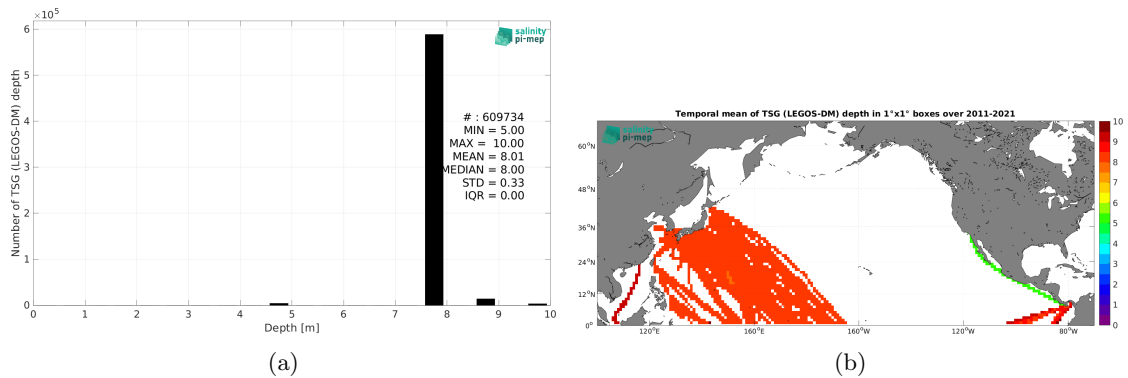 ×10⁵
6
5
4
3
2
1
0
Number of TSG (LEGOS-DM) depth
salinity
pi-mep
# : 609734
MIN = 5.00
MAX = 10.00
MEAN = 8.01
MEDIAN = 8.00
STD = 0.33
IQR = 0.00
0 1 2 3 4 5 6 7 8 9 10
Depth [m]
(a)
Temporal mean of TSG (LEGOS-DM) depth in 1°x1° boxes over 2011-2021
salinity
pi-mep
60°N
48°N
36°N
24°N
12°N
0°
120°E 160°E 160°W 120°W 80°W
10
9
8
7
6
5
4
3
2
1
0
(b)